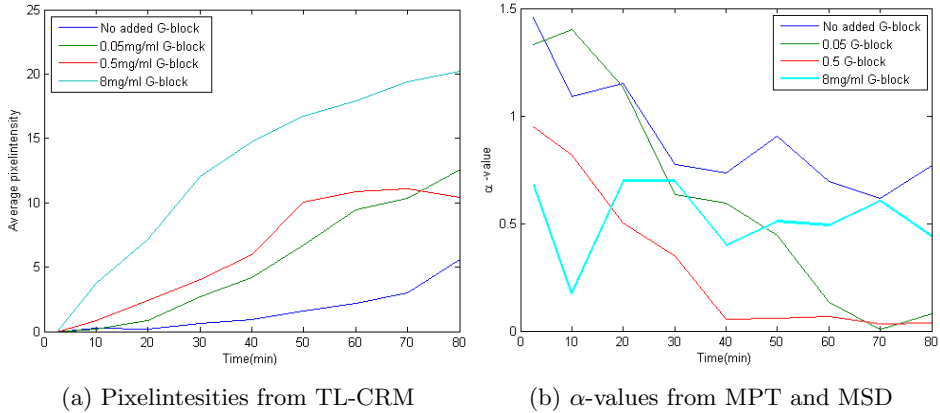 25
20
15
10
5
0
0
10
20
30
40
50
60
70
80
Average pixelintensity
Time(min)
No added G-block
0.05mg/ml G-block
0.5mg/ml G-block
8mg/ml G-block
(a) Pixelintesities from TL-CRM
1.5
1
0.5
0
0
10
20
30
40
50
60
70
80
α -value
Time(min)
No added G-block
0.05 G-block
0.5 G-block
8mg/ml G-block
(b) α-values from MPT and MSD